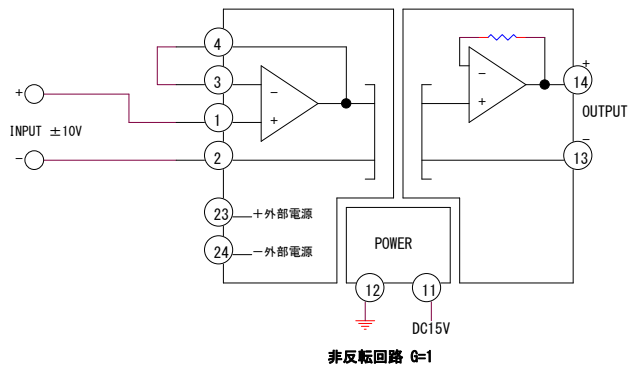 4
3
－
1
＋
+
INPUT ±10V
-
2
23
＋外部電源
24
－外部電源
POWER
12
11
DC15V
－
＋
+
14
OUTPUT
-
13
非反転回路 G=1